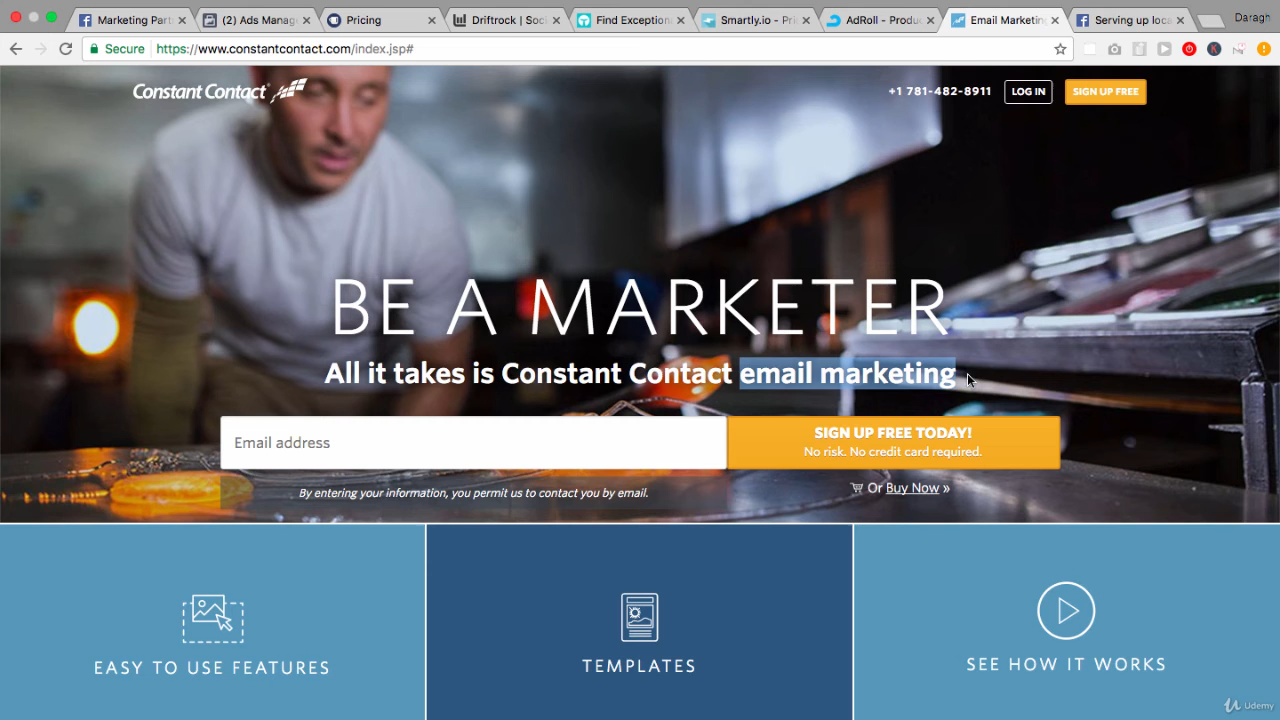 Marketing Part
(2) Ads Manag
Pricing
Driftrock | Soci
Find Exception
Smartly.io - Pri
AdRoll - Produc
Email Marketing
Serving up loca
Daragh
Secure
https://www.constantcontact.com/index.jsp#
Constant Contact
+1 781-482-8911
LOG IN
SIGN UP FREE
BE A MARKETER
All it takes is Constant Contact email marketing
Email address
SIGN UP FREE TODAY!
No risk. No credit card required.
By entering your information, you permit us to contact you by email.
Or Buy Now »
EASY TO USE FEATURES
TEMPLATES
SEE HOW IT WORKS
Udemy